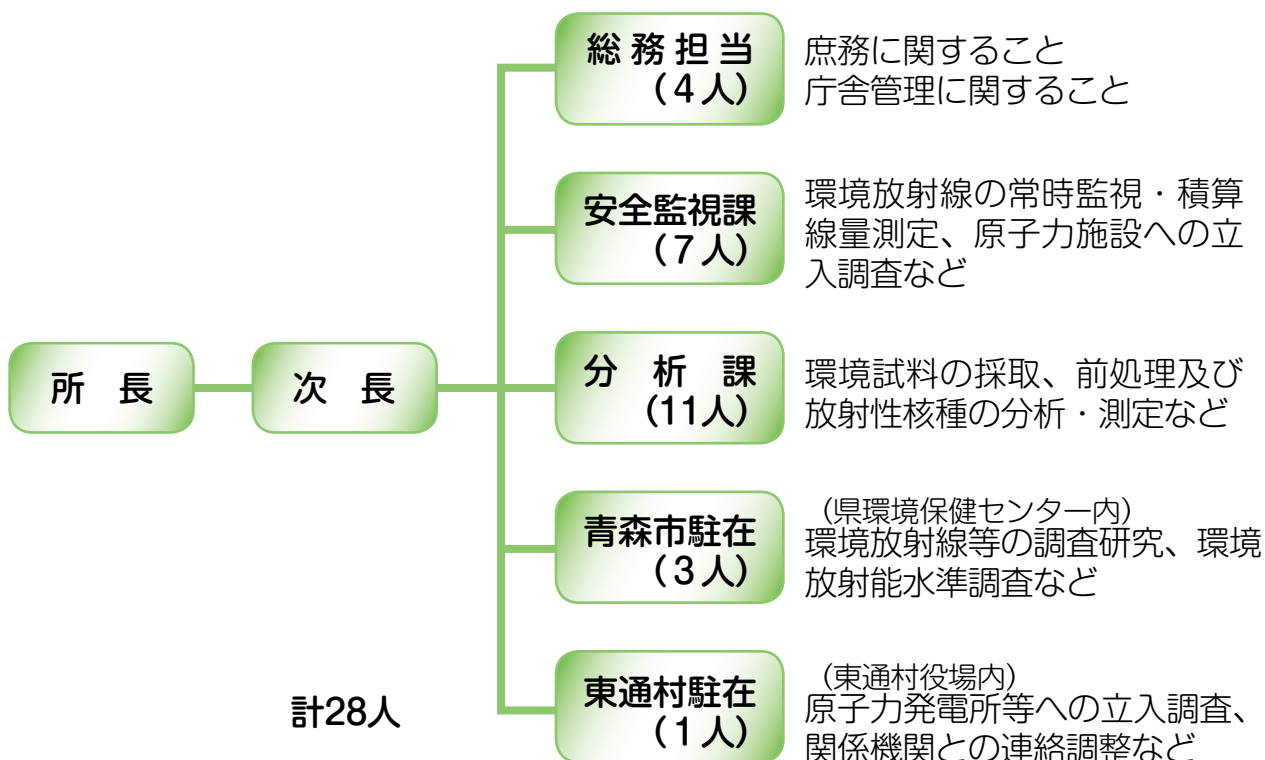 総務担当
(4人)
庶務に関すること
庁舎管理に関すること
安全監視課
(7人)
環境放射線の常時監視・積算
線量測定、原子力施設への立
入調査など
所長
次長
分析課
(11人)
環境試料の採取、前処理及び
放射性核種の分析・測定など
青森市駐在
(3人)
(県環境保健センター内)
環境放射線等の調査研究、環境
放射能水準調査など
東通村駐在
(1人)
(東通村役場内)
原子力発電所等への立入調査、
関係機関との連絡調整など
計28人